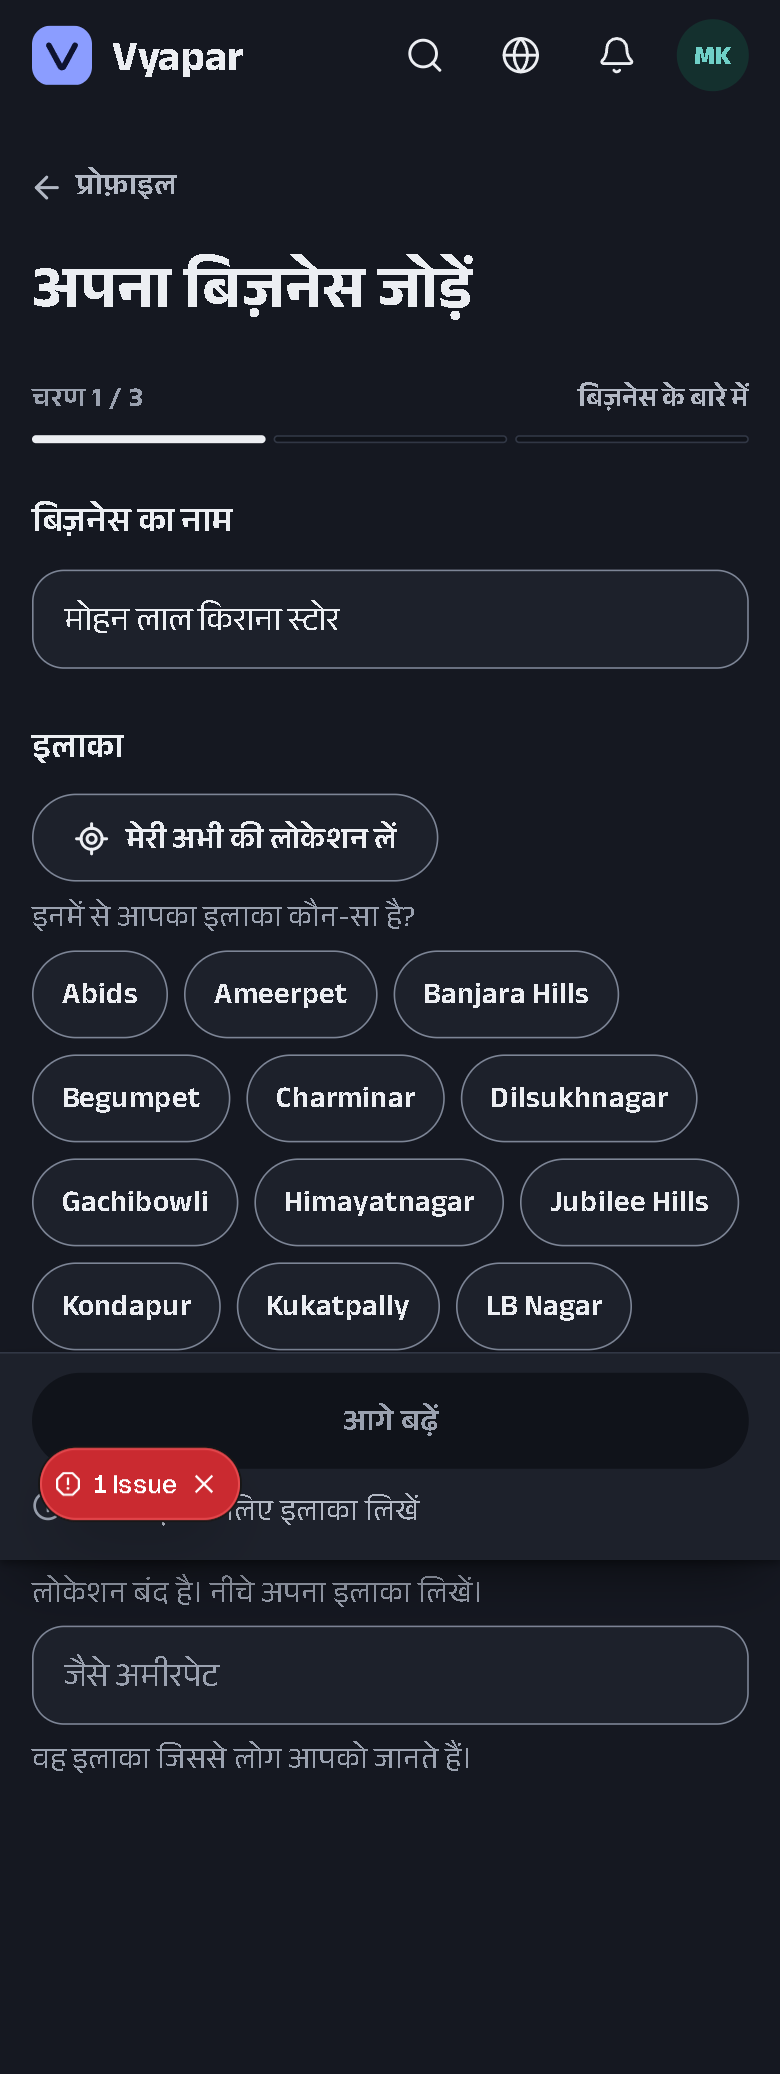 Vyapar
MK
प्रोफ़ाइल
अपना बिज़नेस जोड़ें
चरण 1 / 3
बिज़नेस के बारे में
बिज़नेस का नाम
मोहन लाल किराना स्टोर
इलाका
मेरी अभी की लोकेशन लें
इनमें से आपका इलाका कौन-सा है?
Abids
Ameerpet
Banjara Hills
Begumpet
Charminar
Dilsukhnagar
Gachibowli
Himayatnagar
Jubilee Hills
Kondapur
Kukatpally
LB Nagar
आगे बढ़ें
1 Issue
लिए इलाका लिखें
लोकेशन बंद है। नीचे अपना इलाका लिखें।
जैसे अमीरपेट
वह इलाका जिससे लोग आपको जानते हैं।